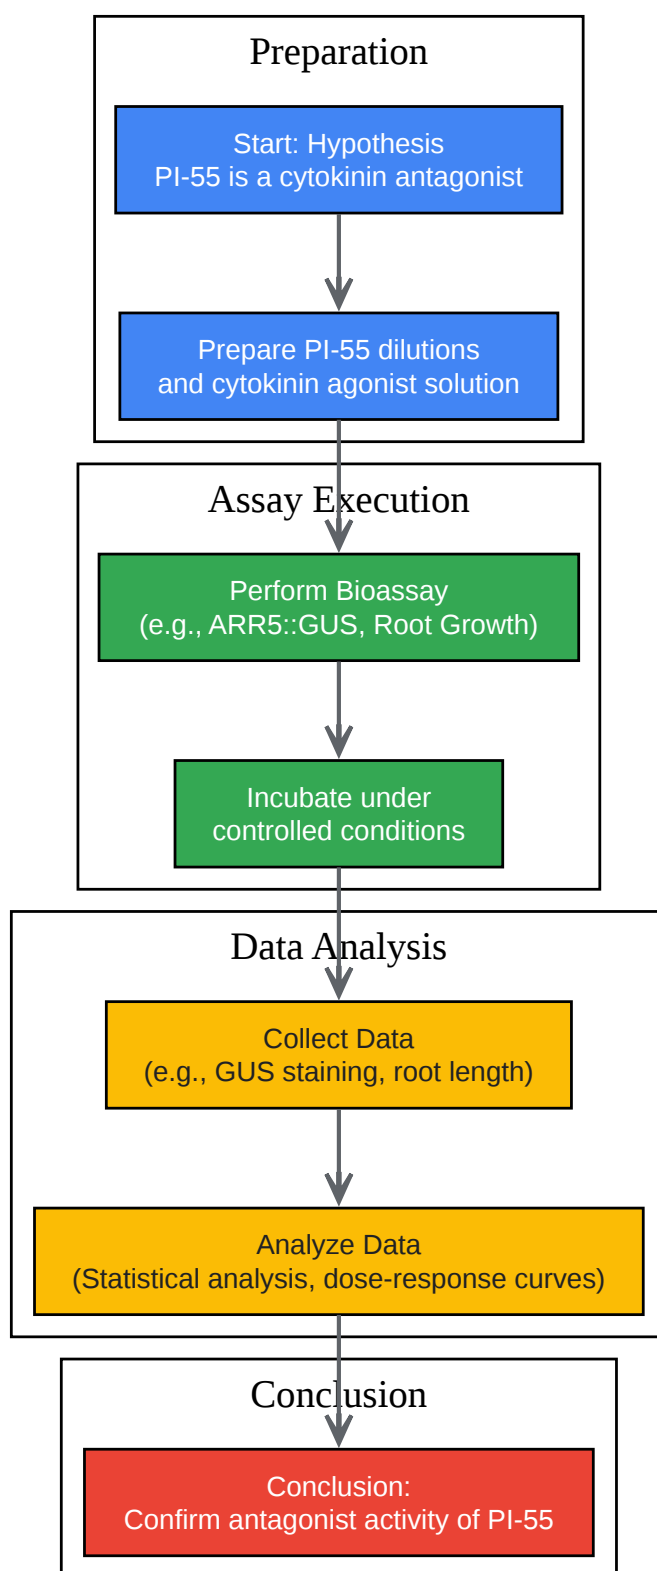 Preparation
Start: Hypothesis
PI-55 is a cytokinin antagonist
Prepare PI-55 dilutions
and cytokinin agonist solution
Assay Execution
Perform Bioassay
(e.g., ARR5::GUS, Root Growth)
Incubate under
controlled conditions
Data Analysis
Collect Data
(e.g., GUS staining, root length)
Analyze Data
(Statistical analysis, dose-response curves)
Conclusion
Conclusion:
Confirm antagonist activity of PI-55